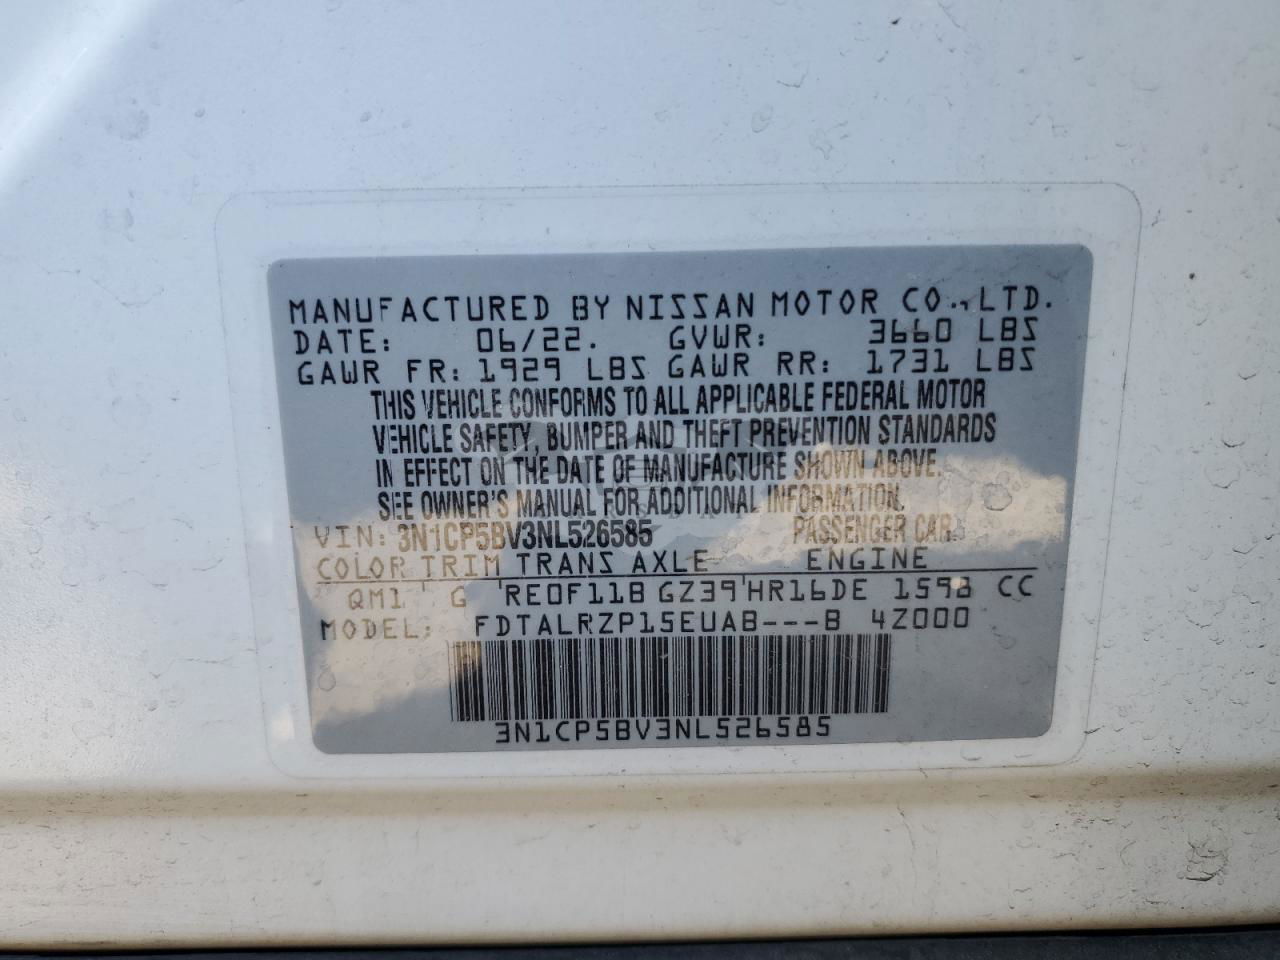 MANUFACTURED BY NISSAN MOTOR CO., LTD.
DATE: 06/22. GVWR: 3660 LBS
GAWR FR: 1929 LBS GAWR RR: 1731 LBS
THIS VEHICLE CONFORMS TO ALL APPLICABLE FEDERAL MOTOR
VEHICLE SAFETY, BUMPER AND THEFT PREVENTION STANDARDS
IN EFFECT ON THE DATE OF MANUFACTURE SHOWN ABOVE.
SEE OWNER'S MANUAL FOR ADDITIONAL INFORMATION.
VIN: 3N1CP5BV3NL526585 PASSENGER CAR
COLOR TRIM TRANS AXLE ENGINE
QM1 G RE0F11B GZ39 HR16DE 1598 CC
MODEL: FDTALRZP15EUAB---B 4Z000
3N1CP5BV3NL526585